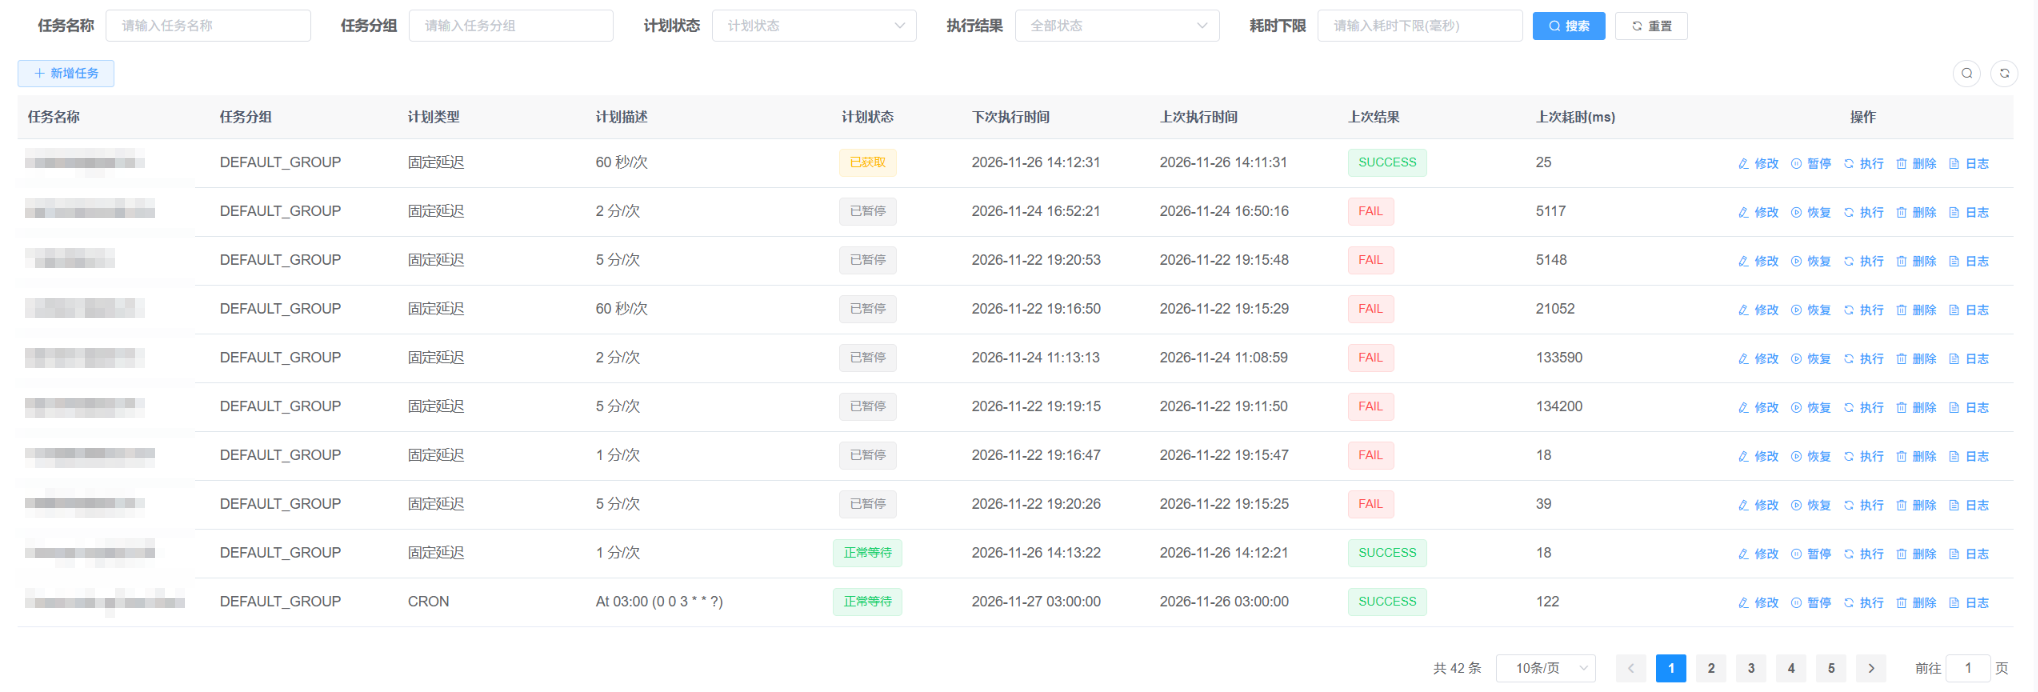 任务名称 请输入任务名称 任务分组 请输入任务分组 计划状态 计划状态 执行结果 全部状态 耗时下限 请输入耗时下限(毫秒) 搜索 重置
新增任务
任务名称 任务分组 计划类型 计划描述 计划状态 下次执行时间 上次执行时间 上次结果 上次耗时(ms) 操作
DEFAULT_GROUP 固定延迟 60 秒/次 已获取 2026-11-26 14:12:31 2026-11-26 14:11:31 SUCCESS 25 修改 暂停 执行 删除 日志
DEFAULT_GROUP 固定延迟 2 分/次 已暂停 2026-11-24 16:52:21 2026-11-24 16:50:16 FAIL 5117 修改 恢复 执行 删除 日志
DEFAULT_GROUP 固定延迟 5 分/次 已暂停 2026-11-22 19:20:53 2026-11-22 19:15:48 FAIL 5148 修改 恢复 执行 删除 日志
DEFAULT_GROUP 固定延迟 60 秒/次 已暂停 2026-11-22 19:16:50 2026-11-22 19:15:29 FAIL 21052 修改 恢复 执行 删除 日志
DEFAULT_GROUP 固定延迟 2 分/次 已暂停 2026-11-24 11:13:13 2026-11-24 11:08:59 FAIL 133590 修改 恢复 执行 删除 日志
DEFAULT_GROUP 固定延迟 5 分/次 已暂停 2026-11-22 19:19:15 2026-11-22 19:11:50 FAIL 134200 修改 恢复 执行 删除 日志
DEFAULT_GROUP 固定延迟 1 分/次 已暂停 2026-11-22 19:16:47 2026-11-22 19:15:47 FAIL 18 修改 恢复 执行 删除 日志
DEFAULT_GROUP 固定延迟 5 分/次 已暂停 2026-11-22 19:20:26 2026-11-22 19:15:25 FAIL 39 修改 恢复 执行 删除 日志
DEFAULT_GROUP 固定延迟 1 分/次 正常等待 2026-11-26 14:13:22 2026-11-26 14:12:21 SUCCESS 18 修改 暂停 执行 删除 日志
DEFAULT_GROUP CRON At 03:00 (0 0 3 * * ?) 正常等待 2026-11-27 03:00:00 2026-11-26 03:00:00 SUCCESS 122 修改 暂停 执行 删除 日志
共 42 条 10条/页 1 2 3 4 5 前往 1 页